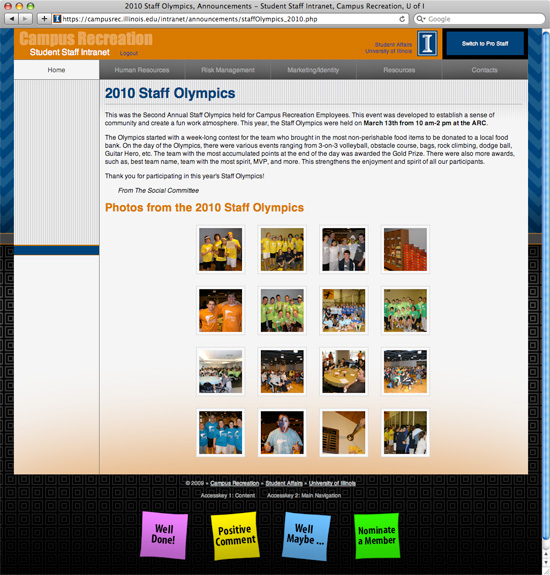 2010 Staff Olympics, Announcements – Student Staff Intranet, Campus Recreation, U of I
https://campusrec.illinois.edu/intranet/announcements/staffOlympics_2010.php
Google
Campus Recreation
Student Staff Intranet
Logout
Student Affairs
University of Illinois
I
Switch to Pro Staff
Home
Human Resources
Risk Management
Marketing/Identity
Resources
Contacts
2010 Staff Olympics
This was the Second Annual Staff Olympics held for Campus Recreation Employees. This event was developed to establish a sense of
community and create a fun work atmosphere. This year, the Staff Olympics were held on March 13th from 10 am-2 pm at the ARC.
The Olympics started with a week-long contest for the team who brought in the most non-perishable food items to be donated to a local food
bank. On the day of the Olympics, there were various events ranging from 3-on-3 volleyball, obstacle course, bags, rock climbing, dodge ball,
Guitar Hero, etc. The team with the most accumulated points at the end of the day was awarded the Gold Prize. There were also more awards,
such as, best team name, team with the most spirit, MVP, and more. This strengthens the enjoyment and spirit of all our participants.
Thank you for participating in this year's Staff Olympics!
From The Social Committee
Photos from the 2010 Staff Olympics
© 2009 » Campus Recreation » Student Affairs » University of Illinois
Accesskey 1: Content
Accesskey 2: Main Navigation
Well
Done!
Positive
Comment
Well
Maybe ...
Nominate
a Member